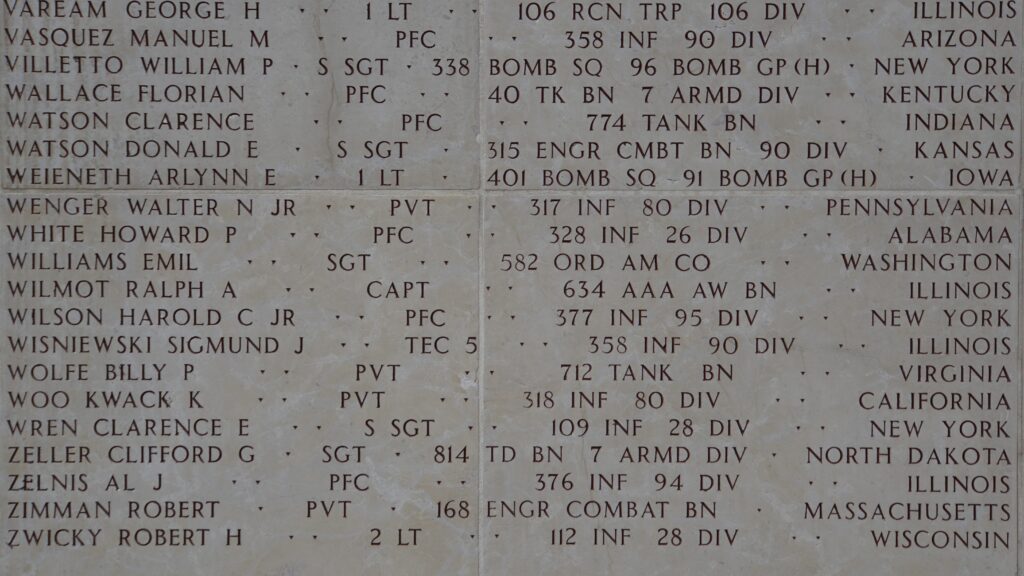 VAREAM GEORGE H · · 1 LT · · 106 RCN TRP 106 DIV · · ILLINOIS
VASQUEZ MANUEL M · · PFC · · 358 INF 90 DIV · · ARIZONA
VILLETTO WILLIAM P · S SGT · 338 BOMB SQ 96 BOMB GP (H) · NEW YORK
WALLACE FLORIAN · · PFC · · 40 TK BN 7 ARMD DIV · · KENTUCKY
WATSON CLARENCE · · PFC · · 774 TANK BN · · INDIANA
WATSON DONALD E · S SGT · 315 ENGR CMBT BN 90 DIV · KANSAS
WEIENETH ARLYNN E · 1 LT · 401 BOMB SQ 91 BOMB GP (H) · IOWA
WENGER WALTER N JR · · PVT · · 317 INF 80 DIV · · PENNSYLVANIA
WHITE HOWARD P · · PFC · · 328 INF 26 DIV · · ALABAMA
WILLIAMS EMIL · · SGT · · 582 ORD AM CO · · WASHINGTON
WILMOT RALPH A · · CAPT · · 634 AAA AW BN · · ILLINOIS
WILSON HAROLD C JR · · PFC · · 377 INF 95 DIV · · NEW YORK
WISNIEWSKI SIGMUND J · · TEC 5 · · 358 INF 90 DIV · · ILLINOIS
WOLFE BILLY P · · PVT · · 712 TANK BN · · VIRGINIA
WOO KWACK K · · PVT · · 318 INF 80 DIV · · CALIFORNIA
WREN CLARENCE E · · S SGT · · 109 INF 28 DIV · · NEW YORK
ZELLER CLIFFORD G · SGT · 814 TD BN 7 ARMD DIV · NORTH DAKOTA
ZELNIS AL J · · PFC · · 376 INF 94 DIV · · ILLINOIS
ZIMMAN ROBERT · PVT · 168 ENGR COMBAT BN · MASSACHUSETTS
ZWICKY ROBERT H · · 2 LT · · 112 INF 28 DIV · · WISCONSIN